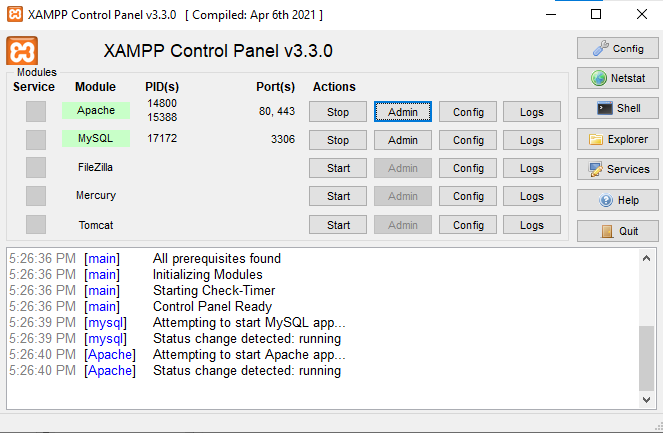 XAMPP Control Panel v3.3.0 [ Compiled: Apr 6th 2021 ]
XAMPP Control Panel v3.3.0
Config
Modules
Service Module PID(s) Port(s) Actions
Netstat
Apache 14800 15388 80, 443 Stop Admin Config Logs
Shell
MySQL 17172 3306 Stop Admin Config Logs
Explorer
FileZilla Start Admin Config Logs
Services
Mercury Start Admin Config Logs
Help
Tomcat Start Admin Config Logs
Quit
5:26:36 PM [main] All prerequisites found
5:26:36 PM [main] Initializing Modules
5:26:36 PM [main] Starting Check-Timer
5:26:36 PM [main] Control Panel Ready
5:26:39 PM [mysql] Attempting to start MySQL app...
5:26:39 PM [mysql] Status change detected: running
5:26:40 PM [Apache] Attempting to start Apache app...
5:26:40 PM [Apache] Status change detected: running